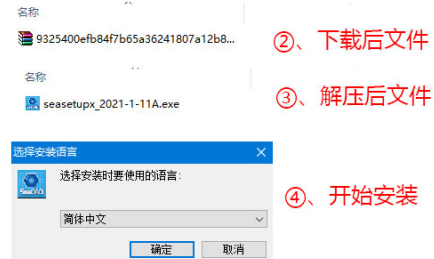 名称
9325400efb84f7b65a36241807a12b8...
②、下载后文件
名称
seasetupx_2021-1-11A.exe
③、解压后文件
选择安装语言
选择安装时要使用的语言:
SeaCAD
简体中文
④、开始安装
确定
取消